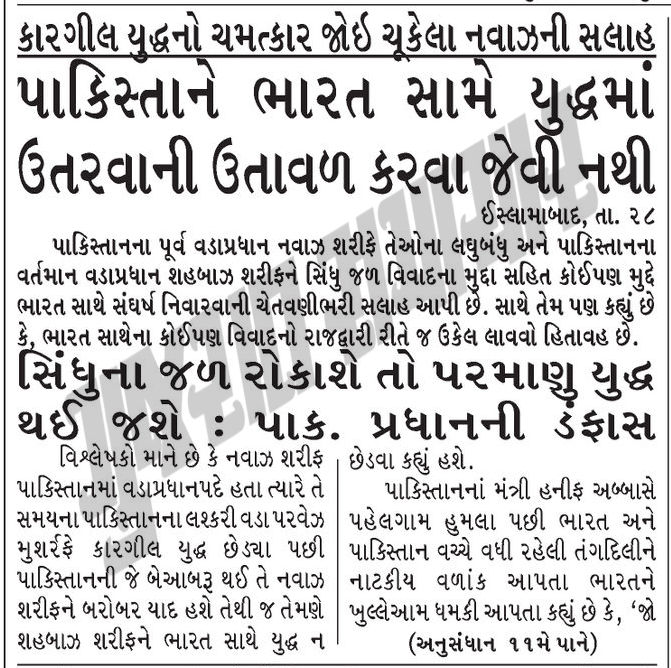 કારગીલ યુદ્ધનો ચમત્કાર જોઇ ચૂકેલા નવાઝની સલાહ
પાકિસ્તાને ભારત સામે યુદ્ધમાં
ઉતરવાની ઉતાવળ કરવા જેવી નથી
ઈસ્લામાબાદ, તા. ૨૮
પાકિસ્તાનના પૂર્વ વડાપ્રધાન નવાઝ શરીફે તેઓના લઘુબંધુ અને પાકિસ્તાનના
વર્તમાન વડાપ્રધાન શહબાઝ શરીફને સિંધુ જળ વિવાદના મુદ્દા સહિત કોઈપણ મુદ્દે
ભારત સાથે સંઘર્ષ નિવારવાની ચેતવણીભરી સલાહ આપી છે. સાથે તેમ પણ કહ્યું છે
કે, ભારત સાથેના કોઈપણ વિવાદનો રાજદ્વારી રીતે જ ઉકેલ લાવવો હિતાવહ છે.
સિંધુના જળ રોકાશે તો પરમાણુ યુદ્ધ
થઈ જશે : પાક. પ્રધાનની ડંફાસ
વિશ્લેષકો માને છે કે નવાઝ શરીફ
પાકિસ્તાનમાં વડાપ્રધાનપદે હતા ત્યારે તે
સમયના પાકિસ્તાનના લશ્કરી વડા પરવેઝ
મુશર્રફે કારગીલ યુદ્ધ છેડ્યા પછી
પાકિસ્તાનની જે બેઆબરૂ થઈ તે નવાઝ
શરીફને બરોબર યાદ હશે તેથી જ તેમણે
શહબાઝ શરીફને ભારત સાથે યુદ્ધ ન
છેડવા કહ્યું હશે.
પાકિસ્તાનનાં મંત્રી હનીફ અબ્બાસે
પહેલગામ હુમલા પછી ભારત અને
પાકિસ્તાન વચ્ચે વધી રહેલી તંગદિલીને
નાટકીય વળાંક આપતા ભારતને
ખુલ્લેઆમ ધમકી આપતા કહ્યું છે કે, 'જો
(અનુસંધાન ૧૧મે પાને)
ગુજરાત સમાચાર